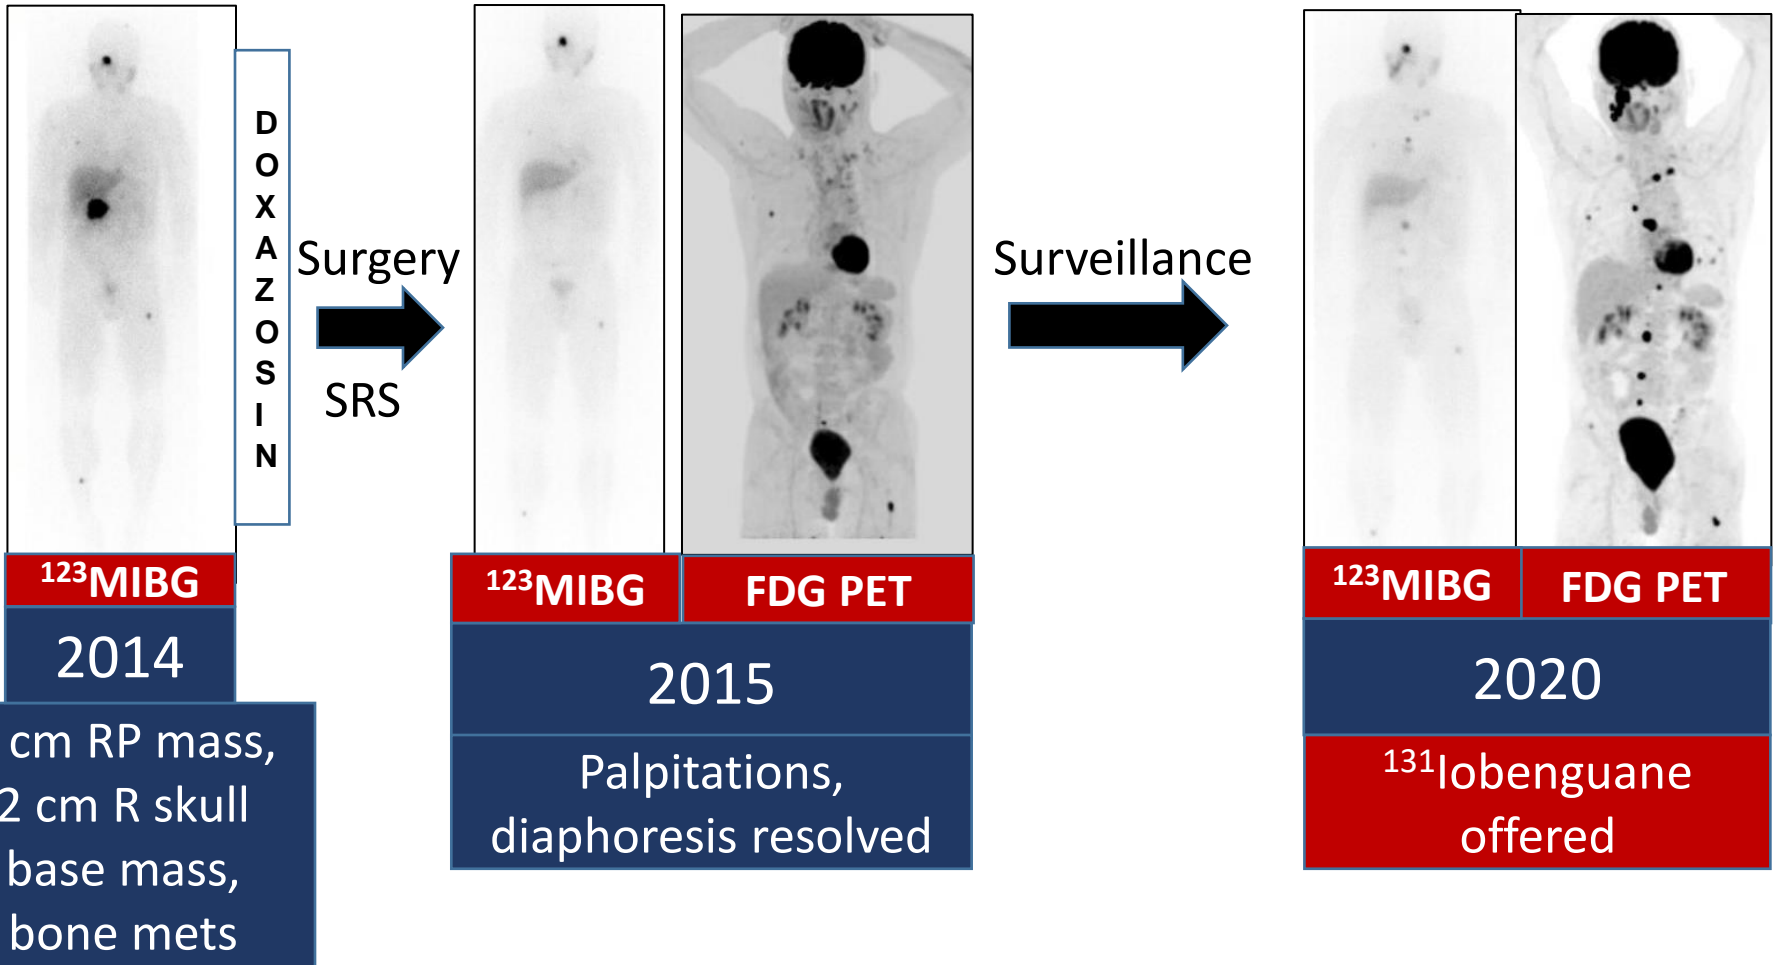 D
O
X
A
Z
O
S
I
N
Surgery
SRS
Surveillance
¹²³MIBG
¹²³MIBG
FDG PET
¹²³MIBG
FDG PET
2014
2015
2020
cm RP mass,
2 cm R skull
base mass,
bone mets
Palpitations,
diaphoresis resolved
¹³¹Iobenguane
offered